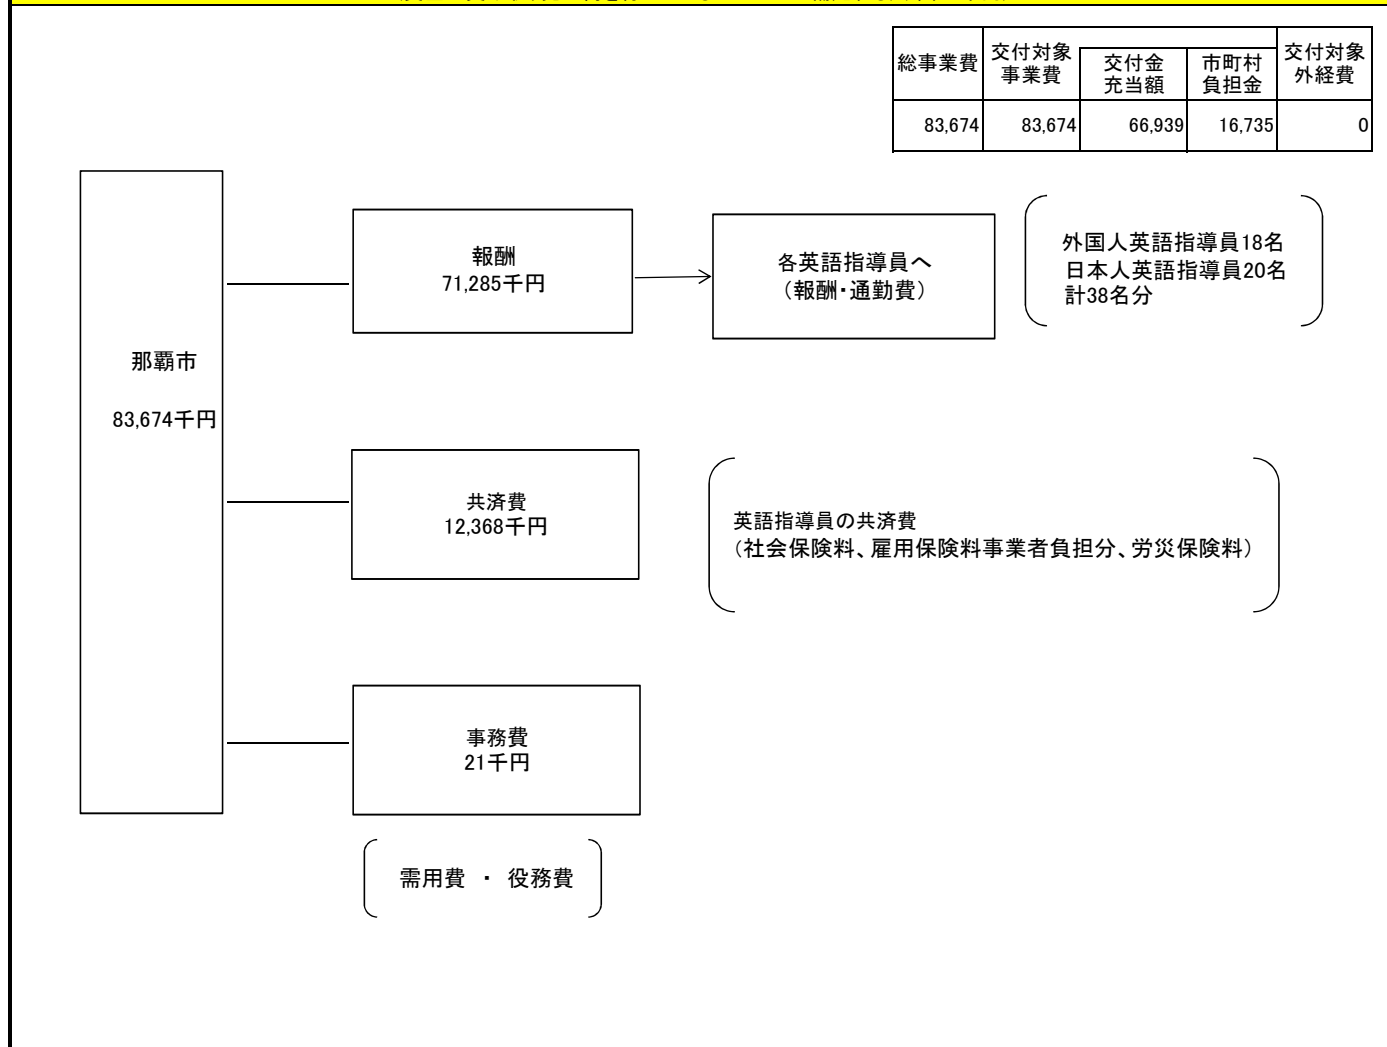 総事業費
交付対象
事業費
交付金
充当額
市町村
負担金
交付対象
外経費
83,674 83,674 66,939 16,735 0
那覇市
83,674千円
報酬
71,285千円
各英語指導員へ
（報酬・通勤費）
外国人英語指導員18名
日本人英語指導員20名
計38名分
共済費
12,368千円
英語指導員の共済費
（社会保険料、雇用保険料事業者負担分、労災保険料）
事務費
21千円
需用費 ・ 役務費